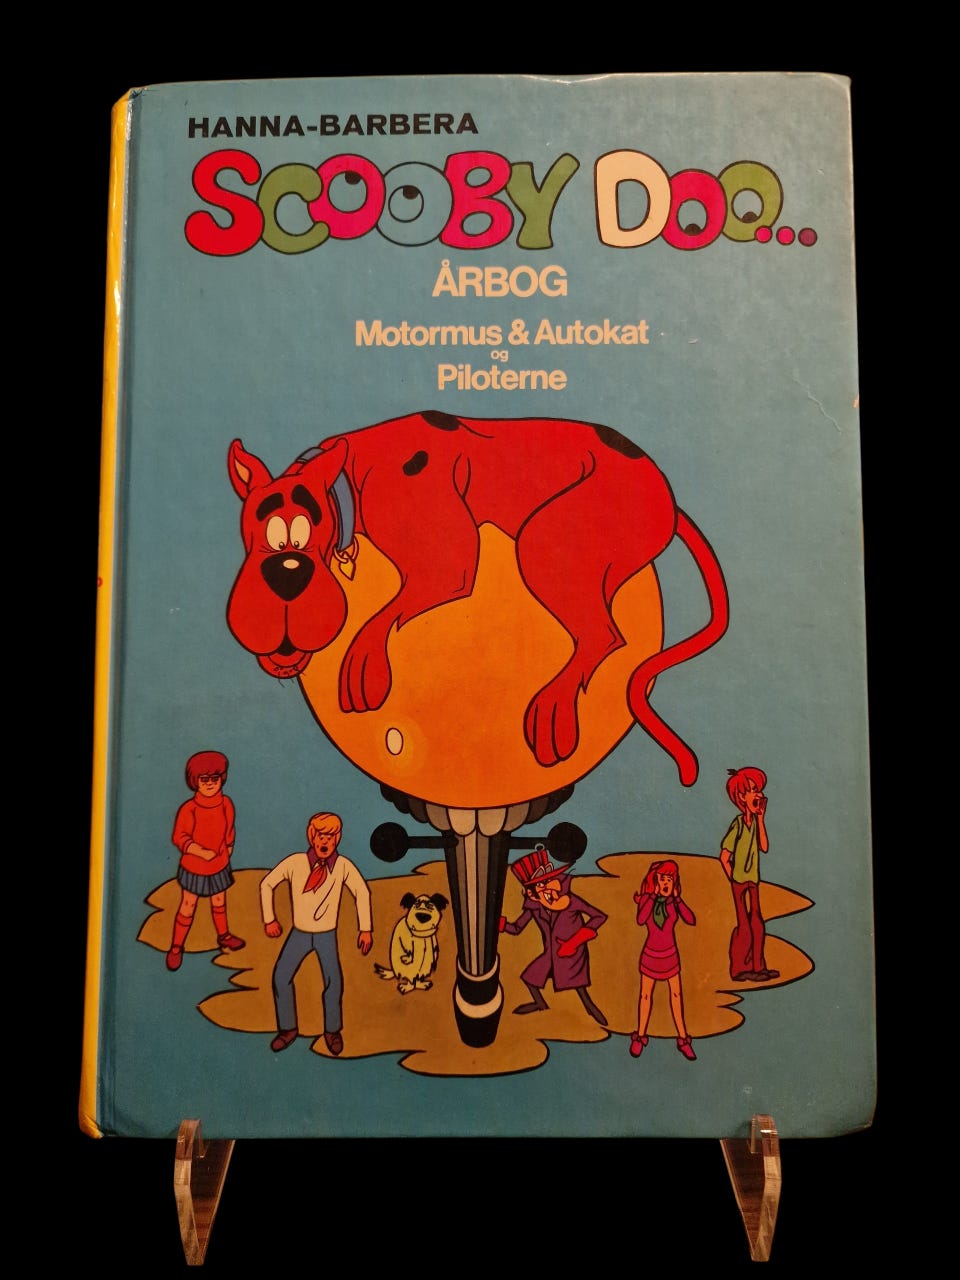 HANNA-BARBERA
SCOOBY DOO...
ÅRBOG
Motormus & Autokat
og
Piloterne